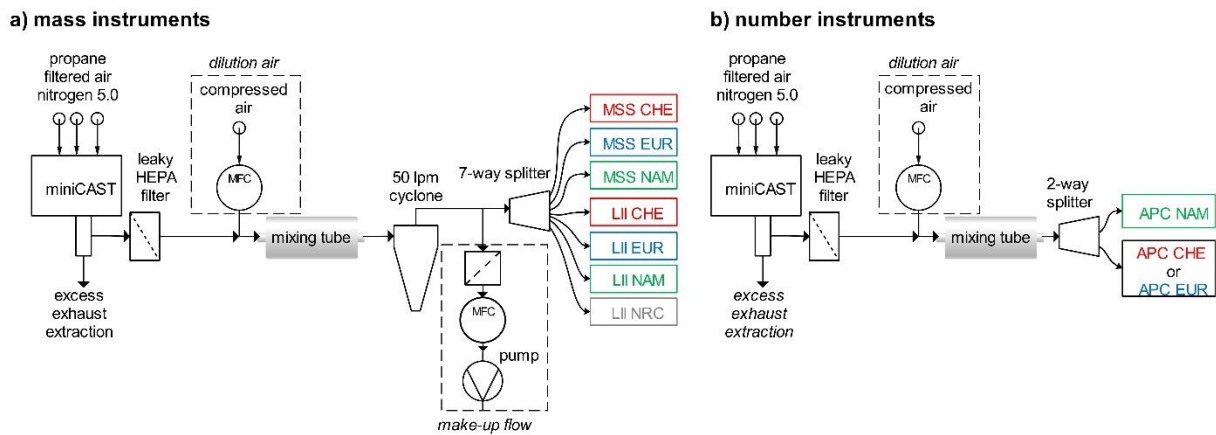 a) mass instruments
propane
filtered air
nitrogen 5.0
miniCAST
excess
exhaust
extraction
leaky
HEPA
filter
dilution air
compressed
air
MFC
mixing tube
50 lpm
cyclone
7-way splitter
MFC
pump
make-up flow
MSS CHE
MSS EUR
MSS NAM
LII CHE
LII EUR
LII NAM
LII NRC
b) number instruments
propane
filtered air
nitrogen 5.0
miniCAST
excess
exhaust
extraction
leaky
HEPA
filter
dilution air
compressed
air
MFC
mixing tube
2-way
splitter
APC NAM
APC CHE
or
APC EUR